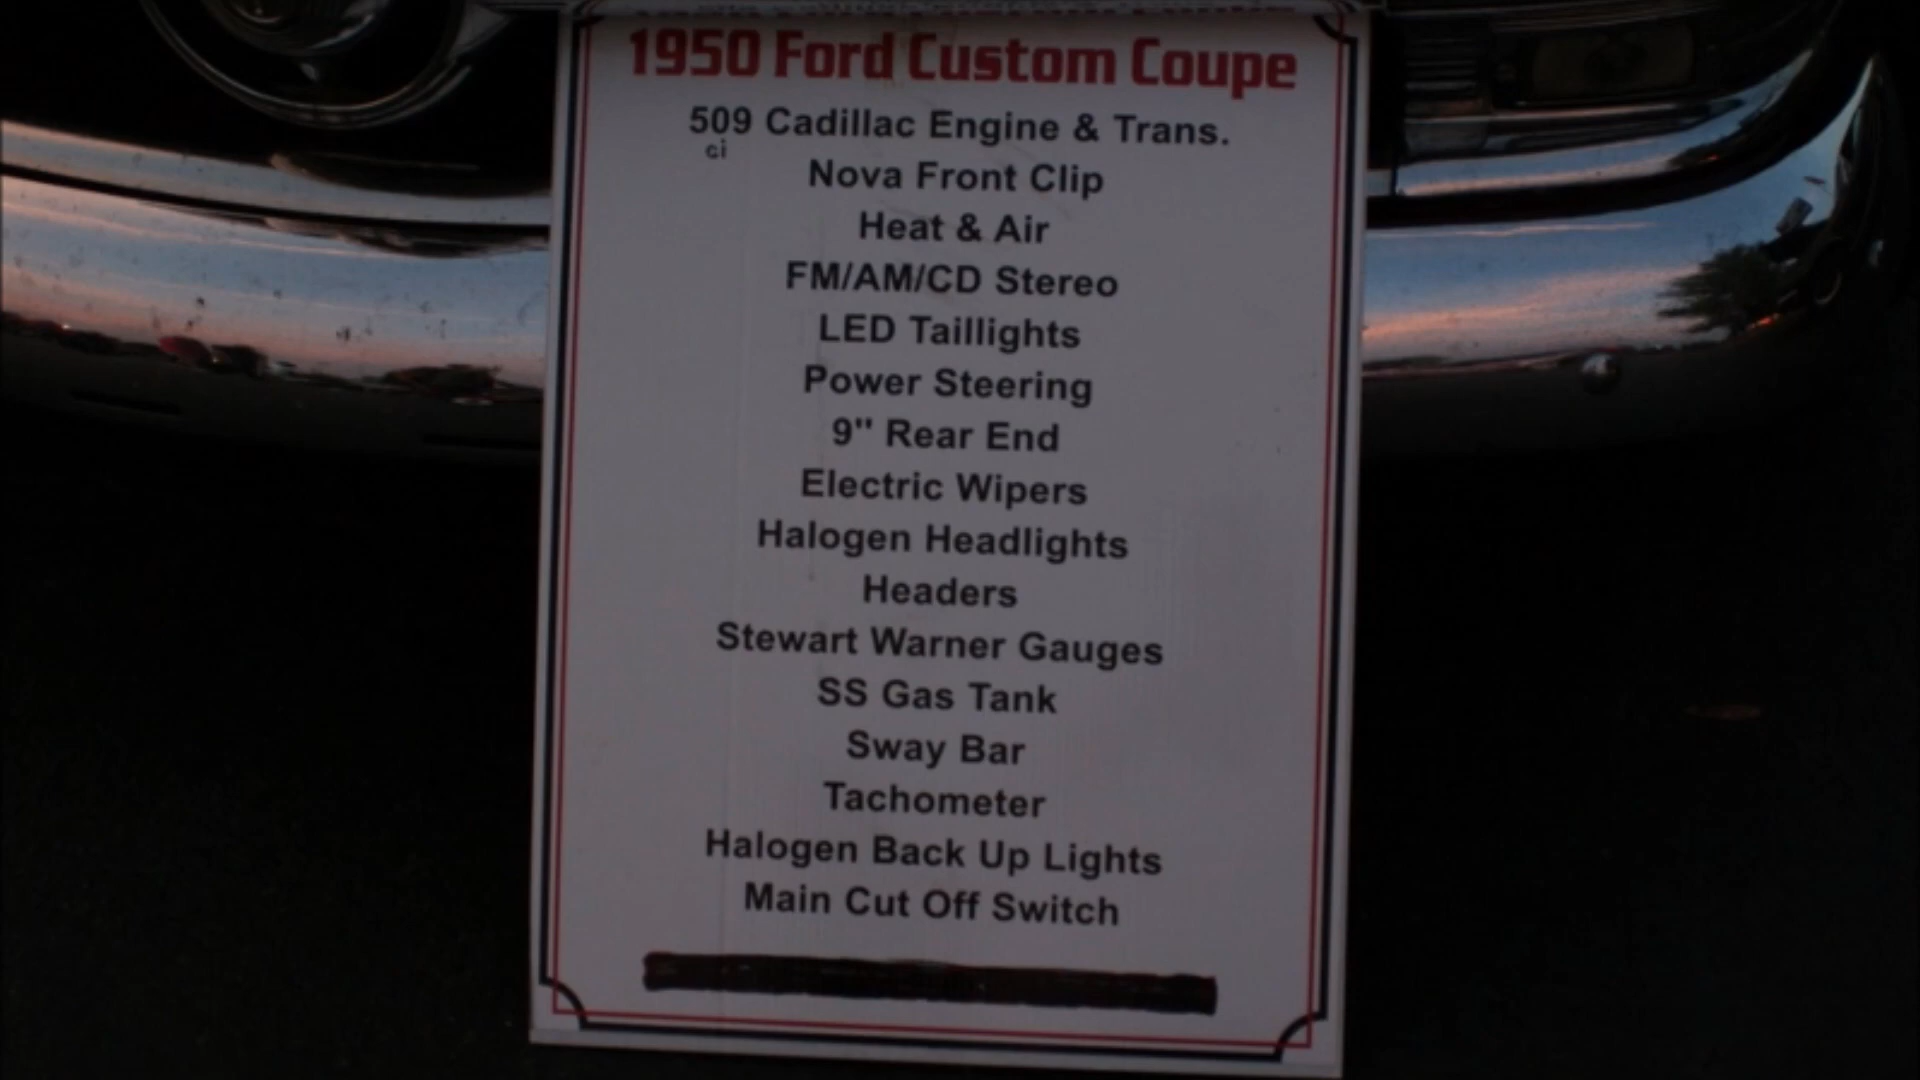 1950 Ford Custom Coupe
509 Cadillac Engine & Trans.
ci
Nova Front Clip
Heat & Air
FM/AM/CD Stereo
LED Taillights
Power Steering
9" Rear End
Electric Wipers
Halogen Headlights
Headers
Stewart Warner Gauges
SS Gas Tank
Sway Bar
Tachometer
Halogen Back Up Lights
Main Cut Off Switch